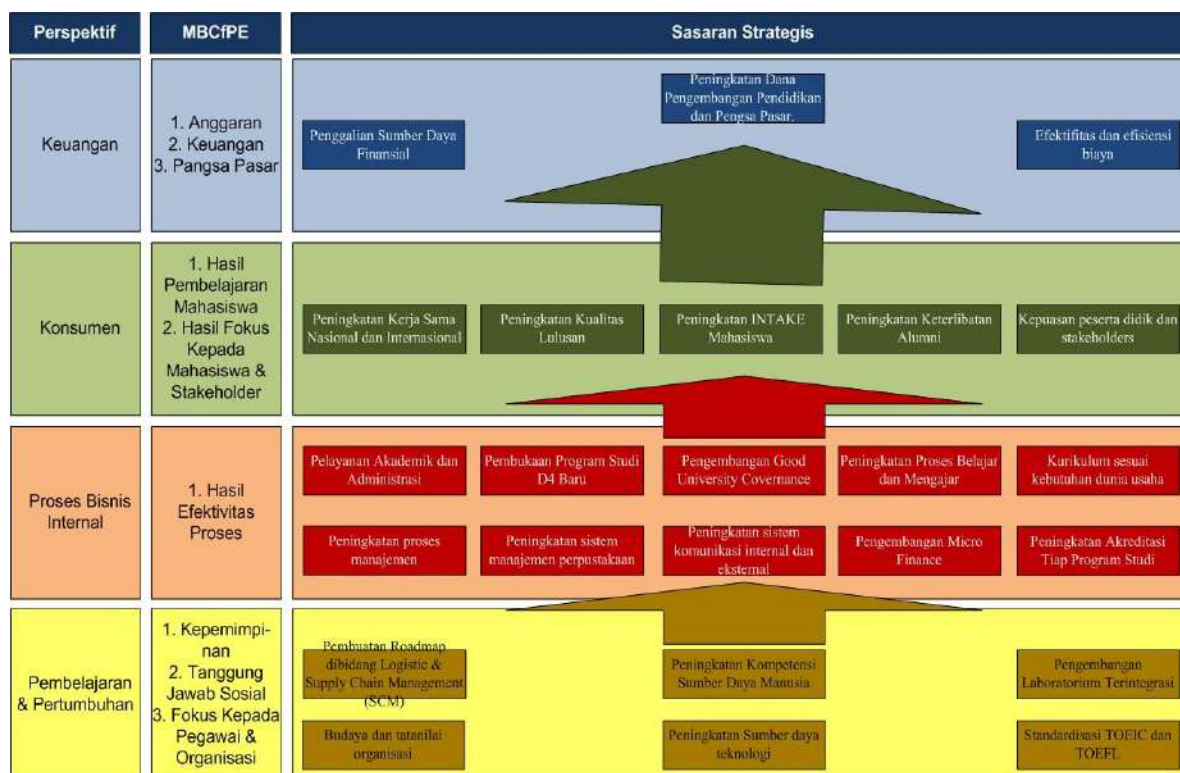 Perspektif
MBCfPE
Sasaran Strategis
Keuangan
1. Anggaran
2. Keuangan
3. Pangsa Pasar
Peningkatan Dana
Pengembangan Pendidikan
dan Pengsa Pasar.
Penggalian Sumber Daya
Finansial
Efektifitas dan efisiensi
biaya
Konsumen
1. Hasil
Pembelajaran
Mahasiswa
2. Hasil Fokus
Kepada
Mahasiswa &
Stakeholder
Peningkatan Kerja Sama
Nasional dan Internasional
Peningkatan Kualitas
Lulusan
Peningkatan INTAKE
Mahasiswa
Peningkatan Keterlibatan
Alumni
Kepuasan peserta didik dan
stakeholders
Proses Bisnis
Internal
1. Hasil
Efektivitas
Proses
Pelayanan Akademik dan
Administrasi
Pembukaan Program Studi
D4 Baru
Pengembangan Good
University Governance
Peningkatan Proses Belajar
dan Mengajar
Kurikulum sesuai
kebutuhan dunia usaha
Peningkatan proses
manajemen
Peningkatan sistem
manajemen perpustakaan
Peningkatan sistem
komunikasi internal dan
eksternal
Pengembangan Micro
Finance
Peningkatan Akreditasi
Tiap Program Studi
Pembelajaran
& Pertumbuhan
1. Kepemimpi-
nan
2. Tanggung
Jawab Sosial
3. Fokus Kepada
Pegawai &
Organisasi
Pembuatan Roadmap
dibidang Logistic &
Supply Chain Management
(SCM)
Peningkatan Kompetensi
Sumber Daya Manusia
Pengembangan
Laboratorium Terintegrasi
Budaya dan tatanilai
organisasi
Peningkatan Sumber daya
teknologi
Standardisasi TOEIC dan
TOEFL